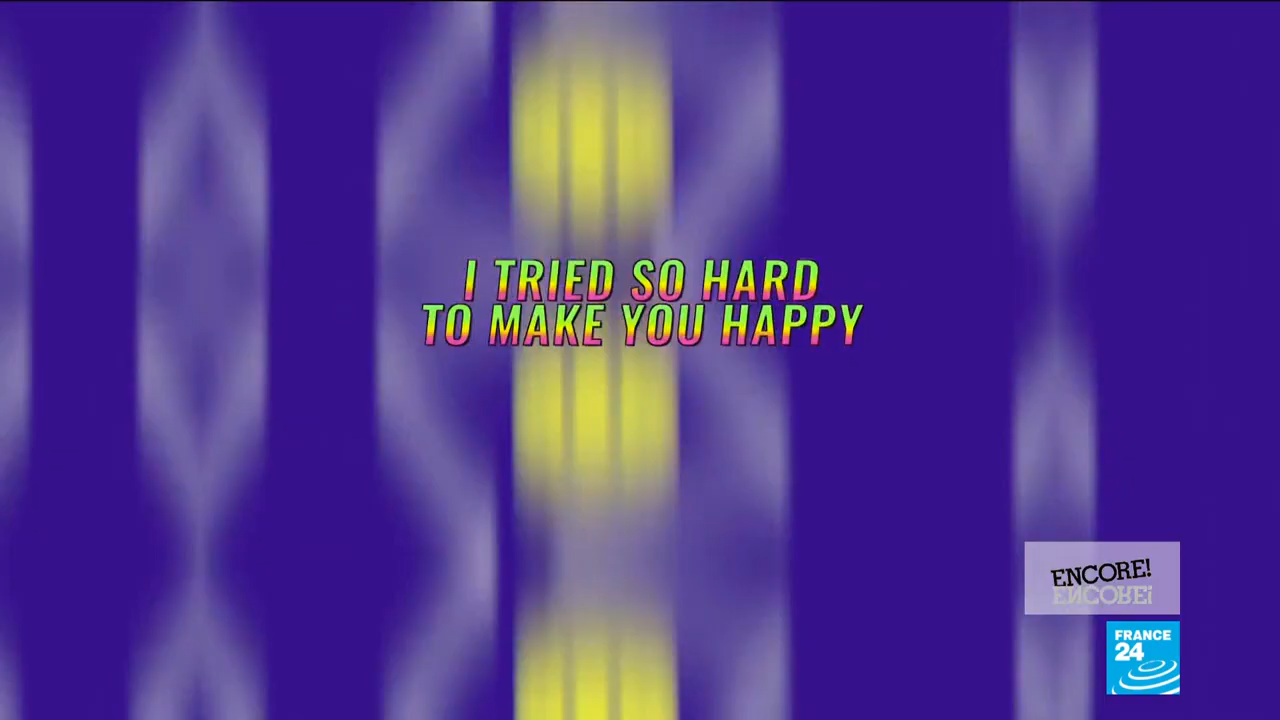 I TRIED SO HARD
TO MAKE YOU HAPPY
ENCORE!
ENCORE!
FRANCE
24